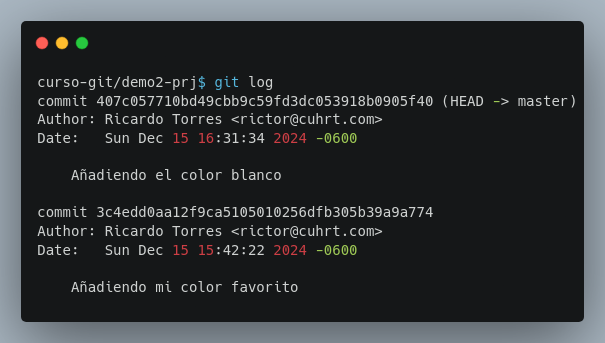 curso-git/demo2-prj$ git log
commit 407c057710bd49cbb9c59fd3dc053918b0905f40 (HEAD -> master)
Author: Ricardo Torres <rictor@cuhrt.com>
Date:   Sun Dec 15 16:31:34 2024 -0600
Añadiendo el color blanco
commit 3c4edd0aa12f9ca5105010256dfb305b39a9a774
Author: Ricardo Torres <rictor@cuhrt.com>
Date:   Sun Dec 15 15:42:22 2024 -0600
Añadiendo mi color favorito